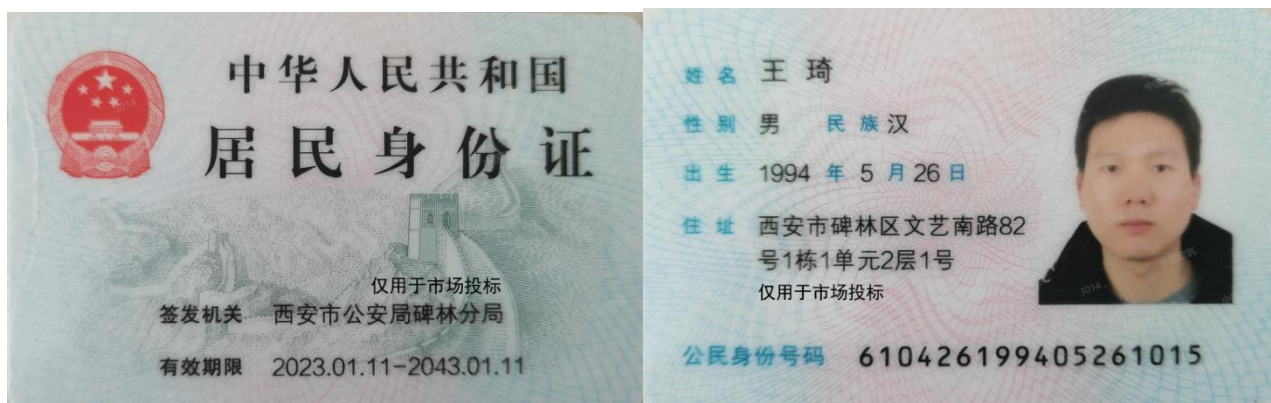 中华人民共和国
居民身份证
仅用于市场投标
签发机关 西安市公安局碑林分局
有效期限 2023.01.11-2043.01.11
姓名 王琦
性别 男 民族 汉
出生 1994 年 5 月 26 日
住址 西安市碑林区文艺南路82
号1栋1单元2层1号
仅用于市场投标
3014
公民身份号码 610426199405261015